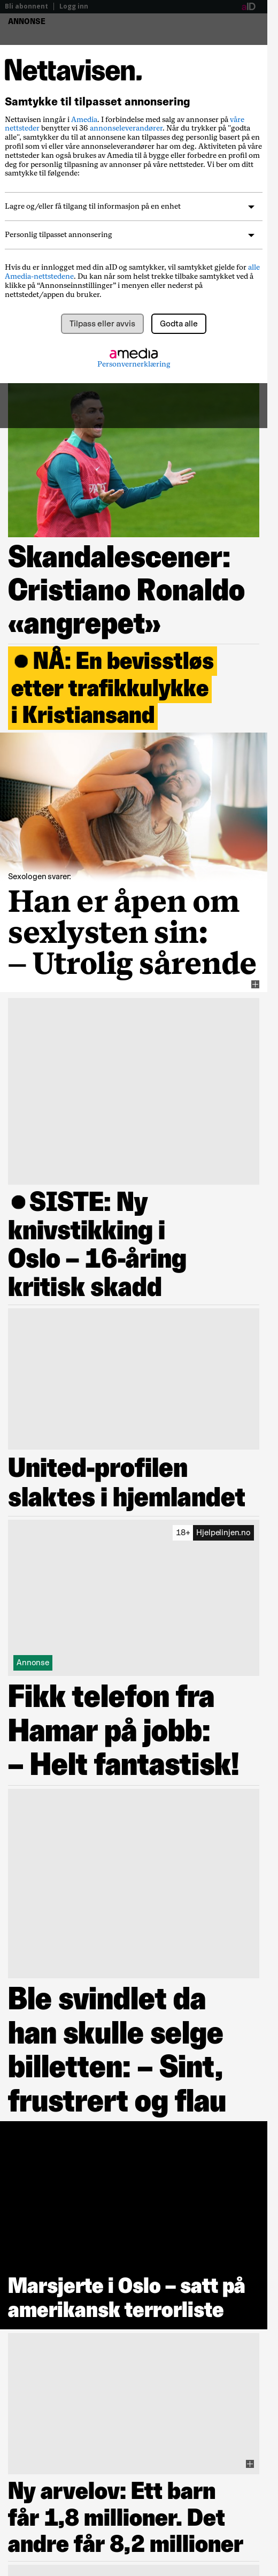 Bli abonnent | Logg inn
aID
ANNONSE
Nettavisen.
Samtykke til tilpasset annonsering
Nettavisen inngår i Amedia. I forbindelse med salg av annonser på våre
nettsteder benytter vi 36 annonseleverandører. Når du trykker på "godta
alle", samtykker du til at annonsene kan tilpasses deg personlig basert på en
profil som vi eller våre annonseleverandører har om deg. Aktiviteten på våre
nettsteder kan også brukes av Amedia til å bygge eller forbedre en profil om
deg for personlig tilpasning av annonser på våre nettsteder. Vi ber om ditt
samtykke til følgende:
Lagre og/eller få tilgang til informasjon på en enhet
Personlig tilpasset annonsering
Hvis du er innlogget med din aID og samtykker, vil samtykket gjelde for alle
Amedia-nettstedene. Du kan når som helst trekke tilbake samtykket ved å
klikke på “Annonseinnstillinger” i menyen eller nederst på
nettstedet/appen du bruker.
Tilpass eller avvis
Godta alle
amedia
Personvernerklæring
Skandalescener:
Cristiano Ronaldo
«angrepet»
● NÅ: En bevisstløs
etter trafikkulykke
i Kristiansand
Sexologen svarer:
Han er åpen om
sexlysten sin:
– Utrolig sårende
● SISTE: Ny
knivstikking i
Oslo – 16-åring
kritisk skadd
United-profilen
slaktes i hjemlandet
18+ Hjelpelinjen.no
Annonse
Fikk telefon fra
Hamar på jobb:
– Helt fantastisk!
Ble svindlet da
han skulle selge
billetten: – Sint,
frustrert og flau
Marsjerte i Oslo – satt på
amerikansk terrorliste
Ny arvelov: Ett barn
får 1,8 millioner. Det
andre får 8,2 millioner